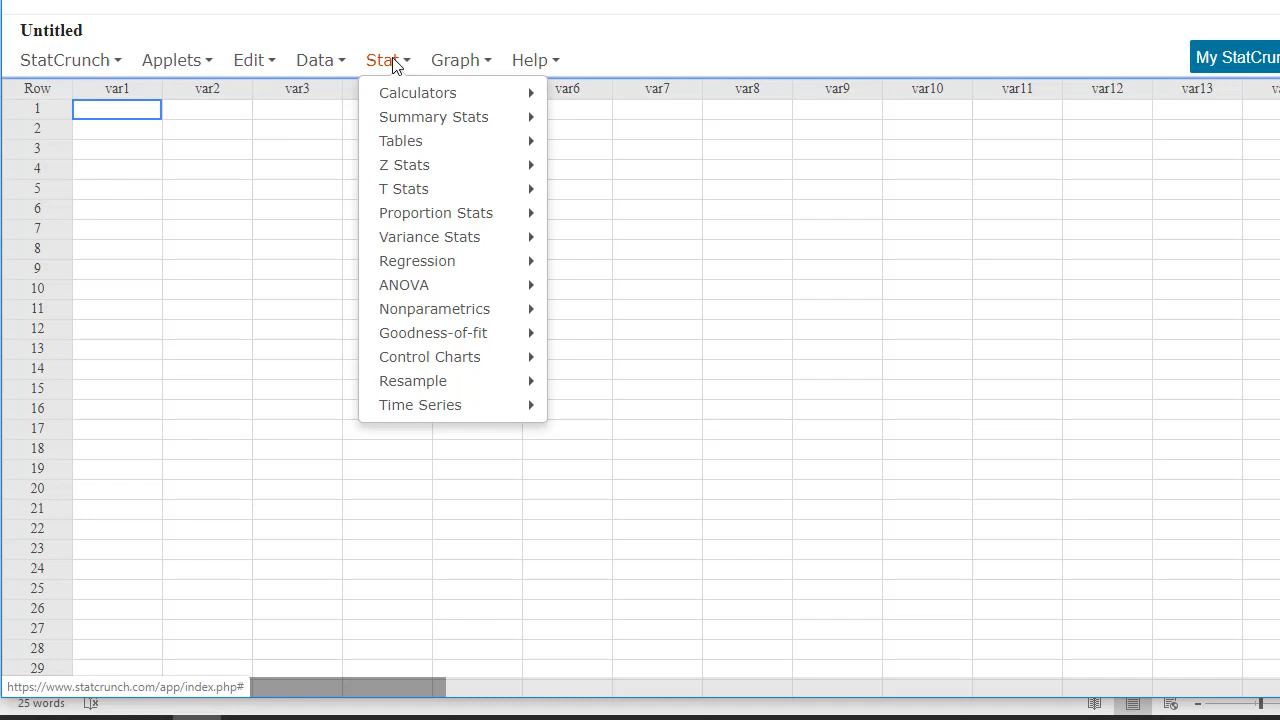 Untitled
StatCrunch Applets Edit Data Stat Graph Help
My StatCrun
Row var1 var2 var3 var6 var7 var8 var9 var10 var11 var12 var13
Calculators
Summary Stats
Tables
Z Stats
T Stats
Proportion Stats
Variance Stats
Regression
ANOVA
Nonparametrics
Goodness-of-fit
Control Charts
Resample
Time Series
1
2
3
4
5
6
7
8
9
10
11
12
13
14
15
16
17
18
19
20
21
22
23
24
25
26
27
28
29
https://www.statcrunch.com/app/index.php#
25 words